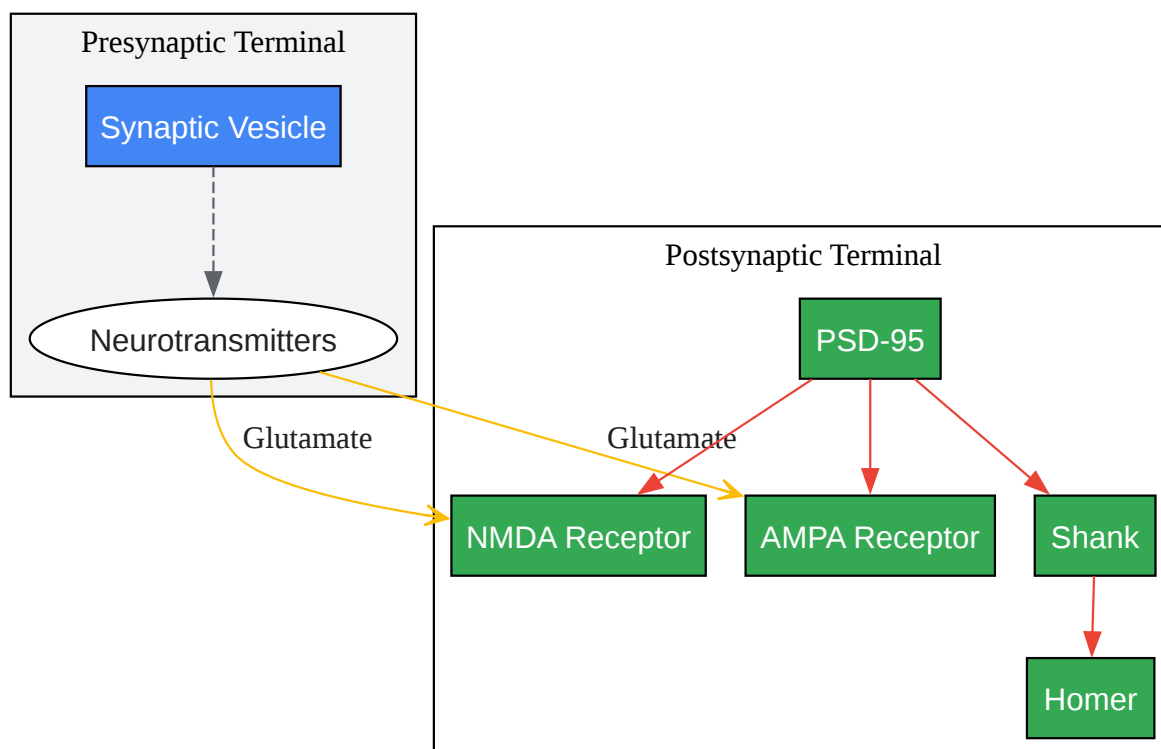 Presynaptic Terminal
Synaptic Vesicle
Neurotransmitters
Postsynaptic Terminal
PSD-95
Glutamate
Glutamate
NMDA Receptor
AMPA Receptor
Shank
Homer